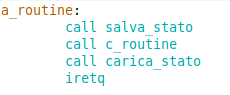 a_routine:
call salva_stato
call c_routine
call carica_stato
iretq